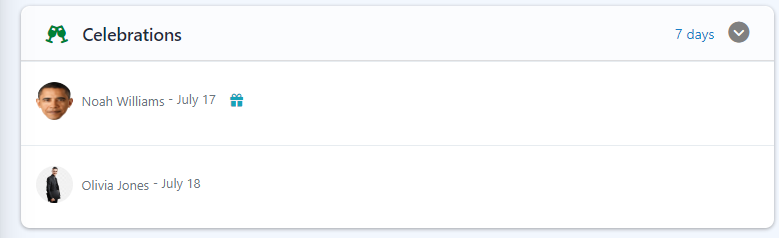 Celebrations 7 days
Noah Williams - July 17
Olivia Jones - July 18